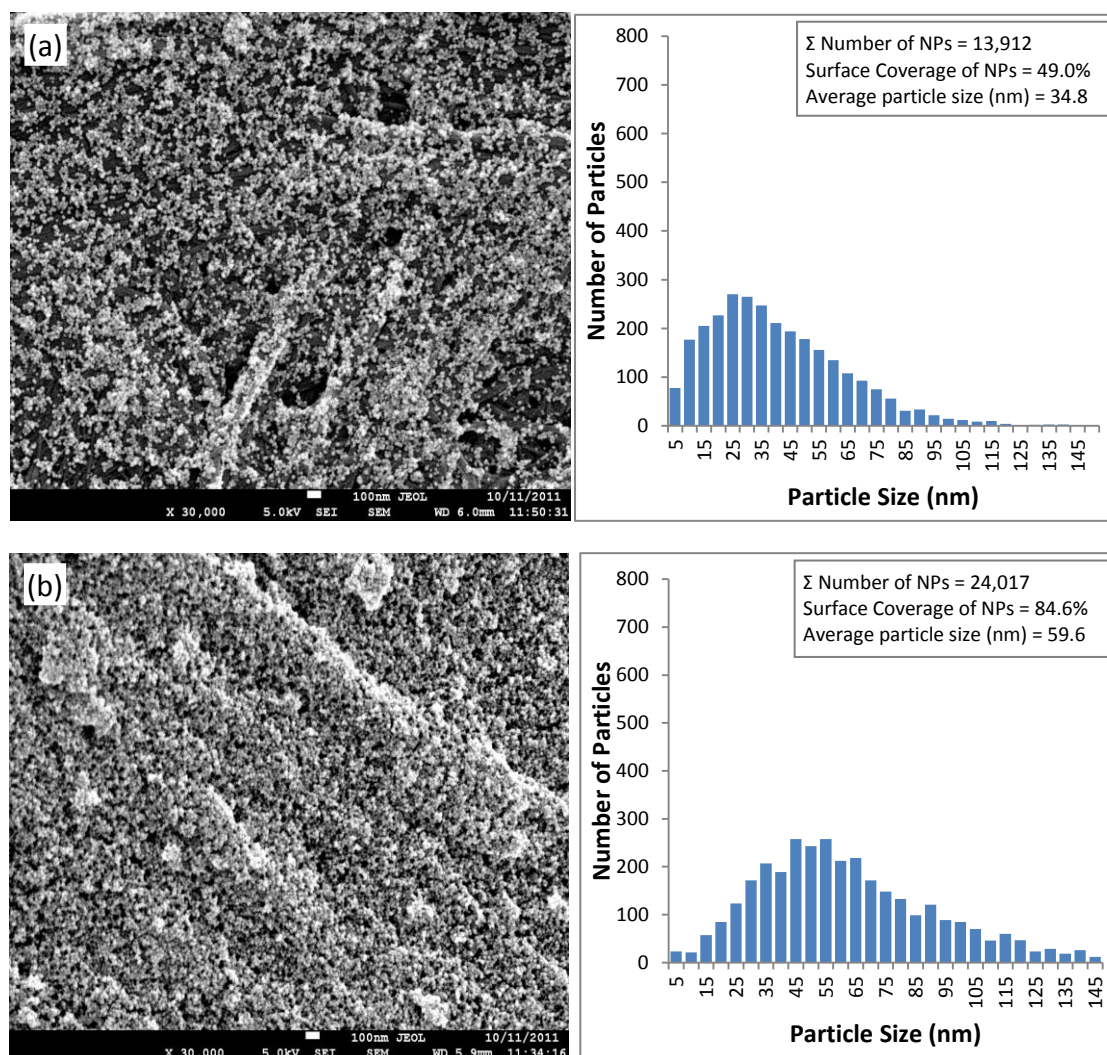 (a)
100nm JEOL 10/11/2011
X 30,000 5.0kV SEI SEM WD 6.0mm 11:50:31
Σ Number of NPs = 13,912
Surface Coverage of NPs = 49.0%
Average particle size (nm) = 34.8
Number of Particles
800
700
600
500
400
300
200
100
0
5 15 25 35 45 55 65 75 85 95 105 115 125 135 145
Particle Size (nm)
(b)
100nm JEOL 10/11/2011
X 30,000 5.0kV SEI SEM WD 5.9mm 11:34:16
Σ Number of NPs = 24,017
Surface Coverage of NPs = 84.6%
Average particle size (nm) = 59.6
Number of Particles
800
700
600
500
400
300
200
100
0
5 15 25 35 45 55 65 75 85 95 105 115 125 135 145
Particle Size (nm)